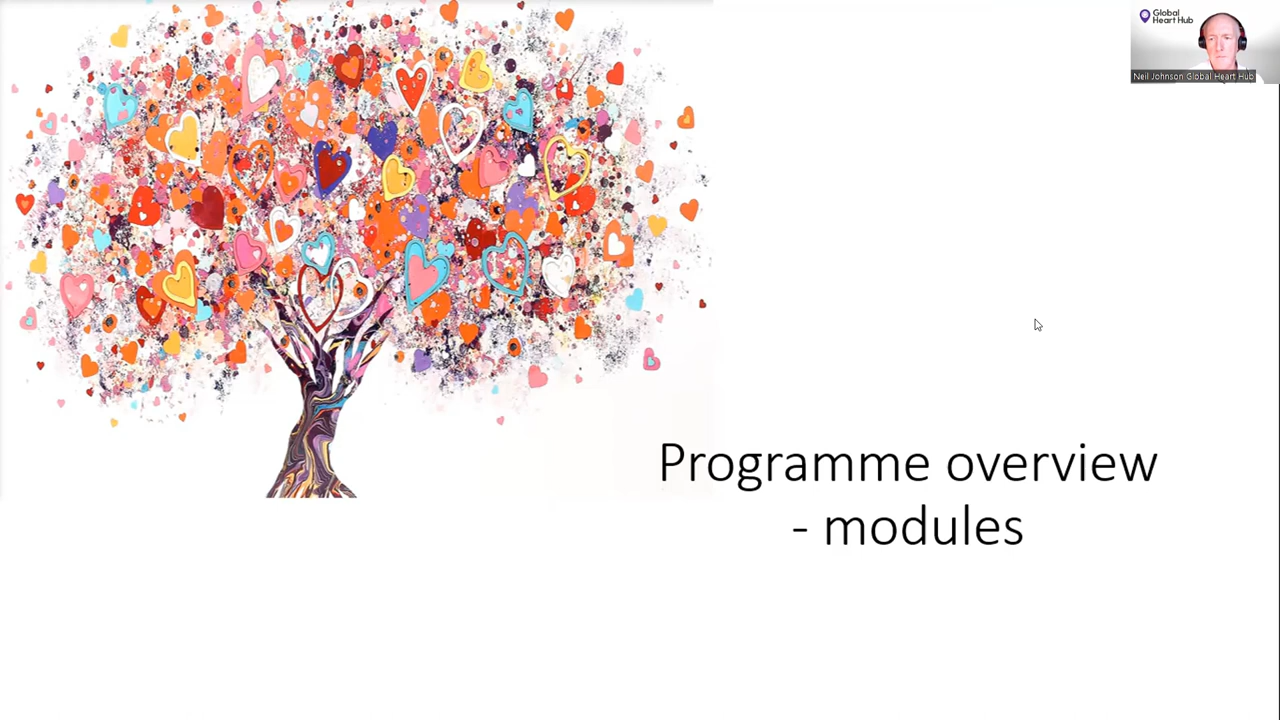 Global
Heart Hub
Neil Johnson Global Heart Hub
Programme overview
- modules